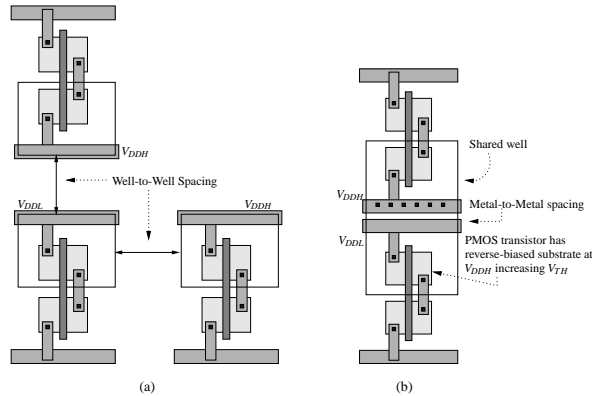 V_DDH
Well-to-Well Spacing
V_DDL
V_DDH
(a)
Shared well
V_DDH
Metal-to-Metal spacing
V_DDL
PMOS transistor has
reverse-biased substrate at
V_DDH increasing V_TH
(b)